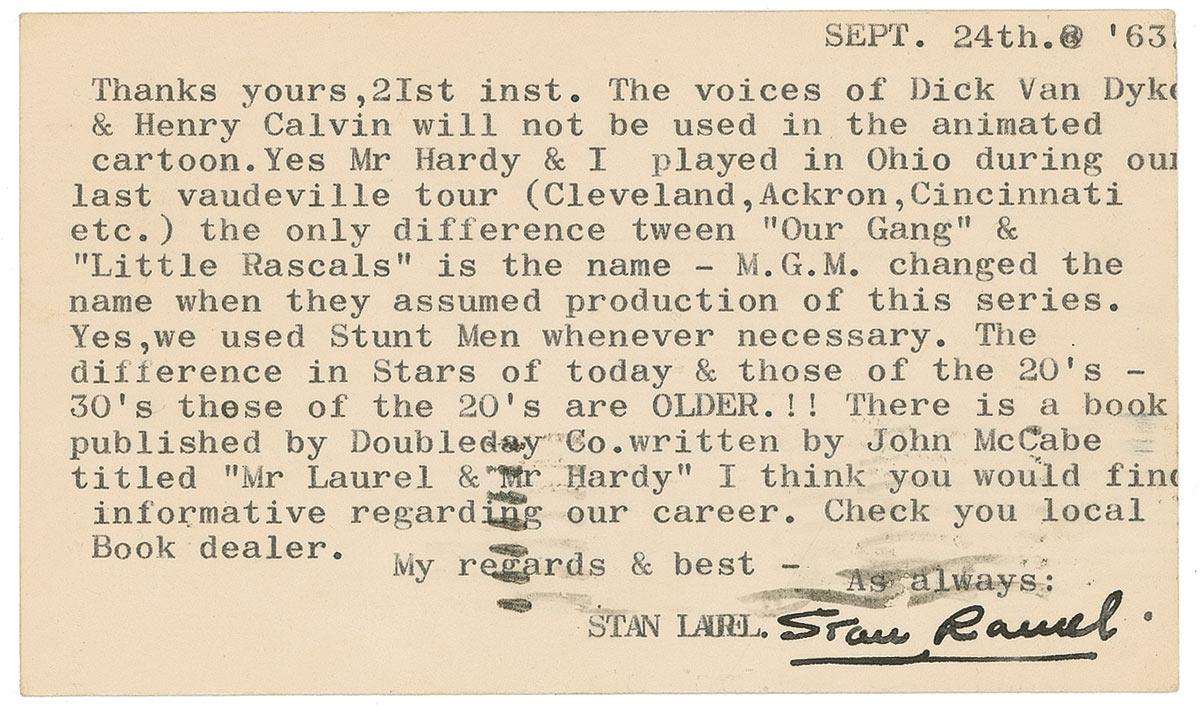 SEPT. 24th.@ '63.
Thanks yours,2Ist inst. The voices of Dick Van Dyke
& Henry Calvin will not be used in the animated
cartoon.Yes Mr Hardy & I played in Ohio during our
last vaudeville tour (Cleveland,Ackron,Cincinnati
etc.) the only difference tween "Our Gang" &
"Little Rascals" is the name - M.G.M. changed the
name when they assumed production of this series.
Yes,we used Stunt Men whenever necessary. The
difference in Stars of today & those of the 20's -
30's those of the 20's are OLDER.!! There is a book
published by Doubleday Co.written by John McCabe
titled "Mr Laurel & Mr Hardy" I think you would find
informative regarding our career. Check you local
Book dealer.
My regards & best -
As always:
STAN LAUREL. Stan Laurel.